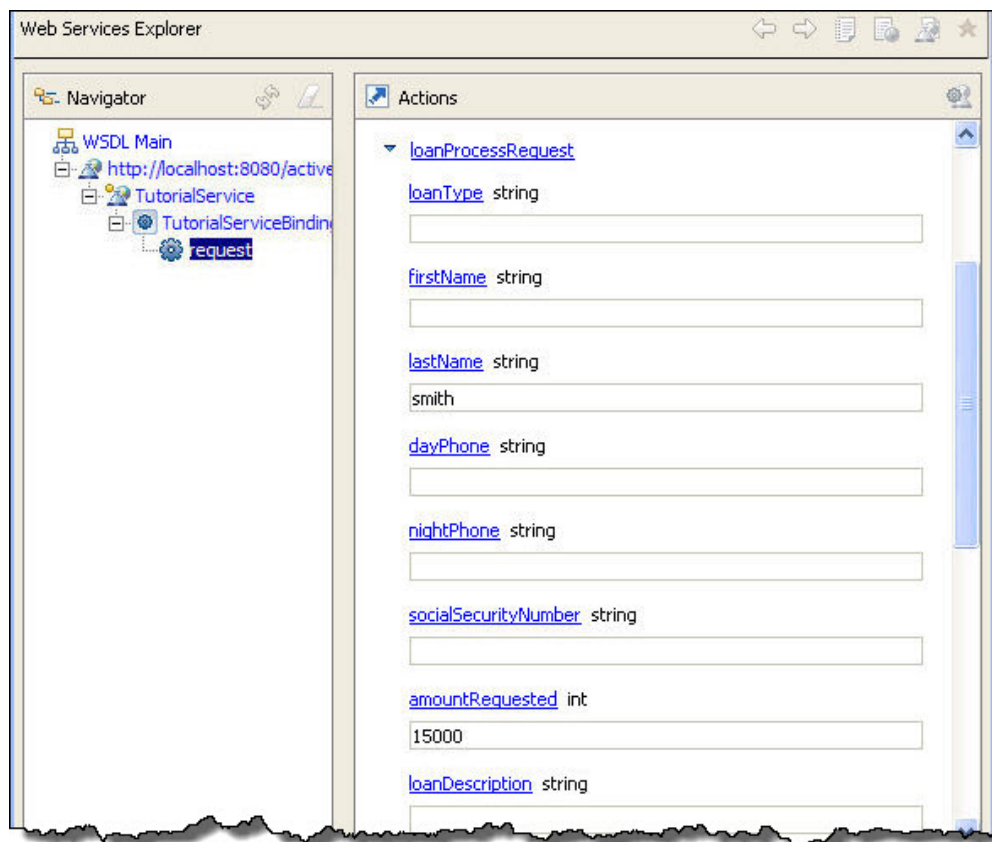 Web Services Explorer
Navigator
WSDL Main
http://localhost:8080/active
TutorialService
TutorialServiceBinding
request
Actions
loanProcessRequest
loanType string
firstName string
lastName string
smith
dayPhone string
nightPhone string
socialSecurityNumber string
amountRequested int
15000
loanDescription string